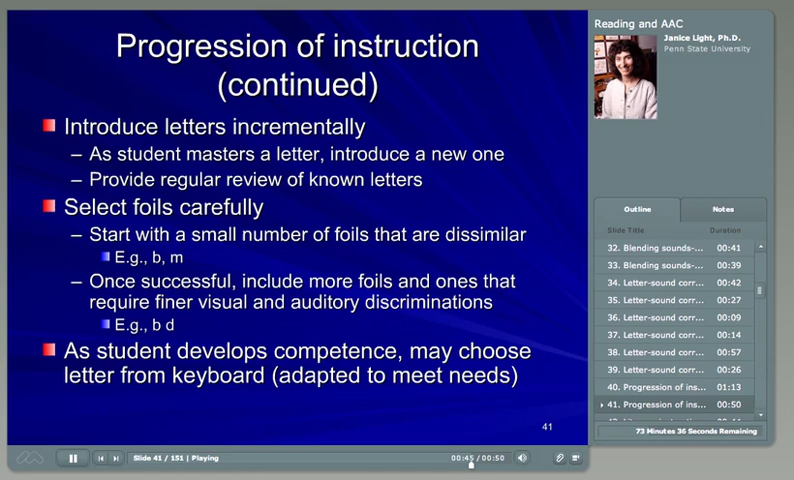 Progression of instruction
(continued)
Introduce letters incrementally
– As student masters a letter, introduce a new one
– Provide regular review of known letters
Select foils carefully
– Start with a small number of foils that are dissimilar
E.g., b, m
– Once successful, include more foils and ones that
require finer visual and auditory discriminations
E.g., b d
As student develops competence, may choose
letter from keyboard (adapted to meet needs)
41
Reading and AAC
Janice Light, Ph.D.
Penn State University
Outline Notes
Slide Title Duration
32. Blending sounds-... 00:41
33. Blending sounds-... 00:39
34. Letter-sound corr... 00:42
35. Letter-sound corr... 00:27
36. Letter-sound corr... 00:09
37. Letter-sound corr... 00:14
38. Letter-sound corr... 00:57
39. Letter-sound corr... 00:26
40. Progression of ins... 01:13
41. Progression of ins... 00:50
73 Minutes 36 Seconds Remaining
Slide 41 / 151 | Playing
00:45 / 00:50